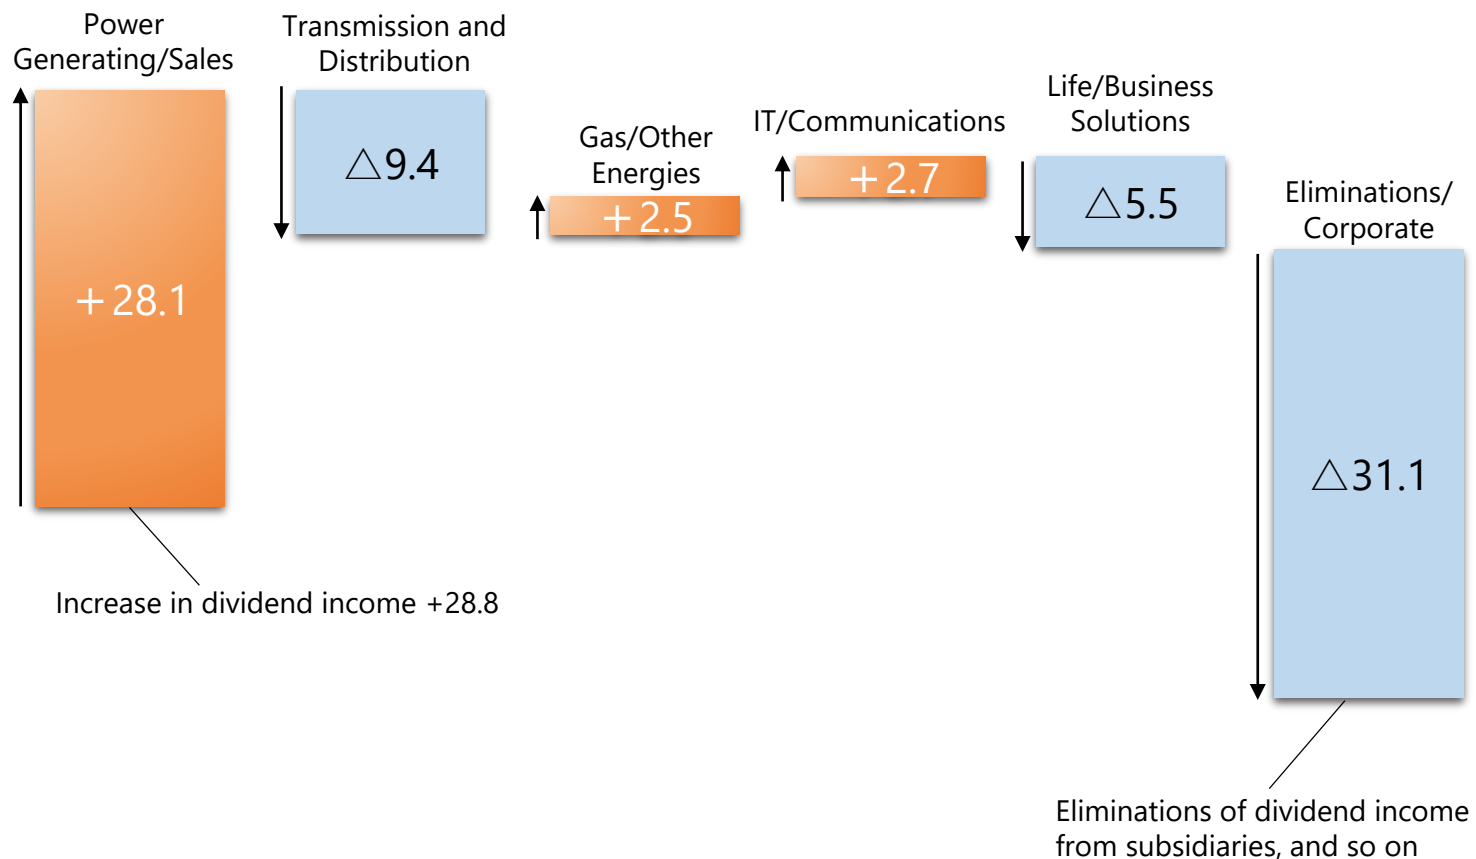 Power
Generating/Sales
+28.1
Increase in dividend income +28.8
Transmission and
Distribution
△9.4
Gas/Other
Energies
+2.5
IT/Communications
+2.7
Life/Business
Solutions
△5.5
Eliminations/
Corporate
△31.1
Eliminations of dividend income
from subsidiaries, and so on